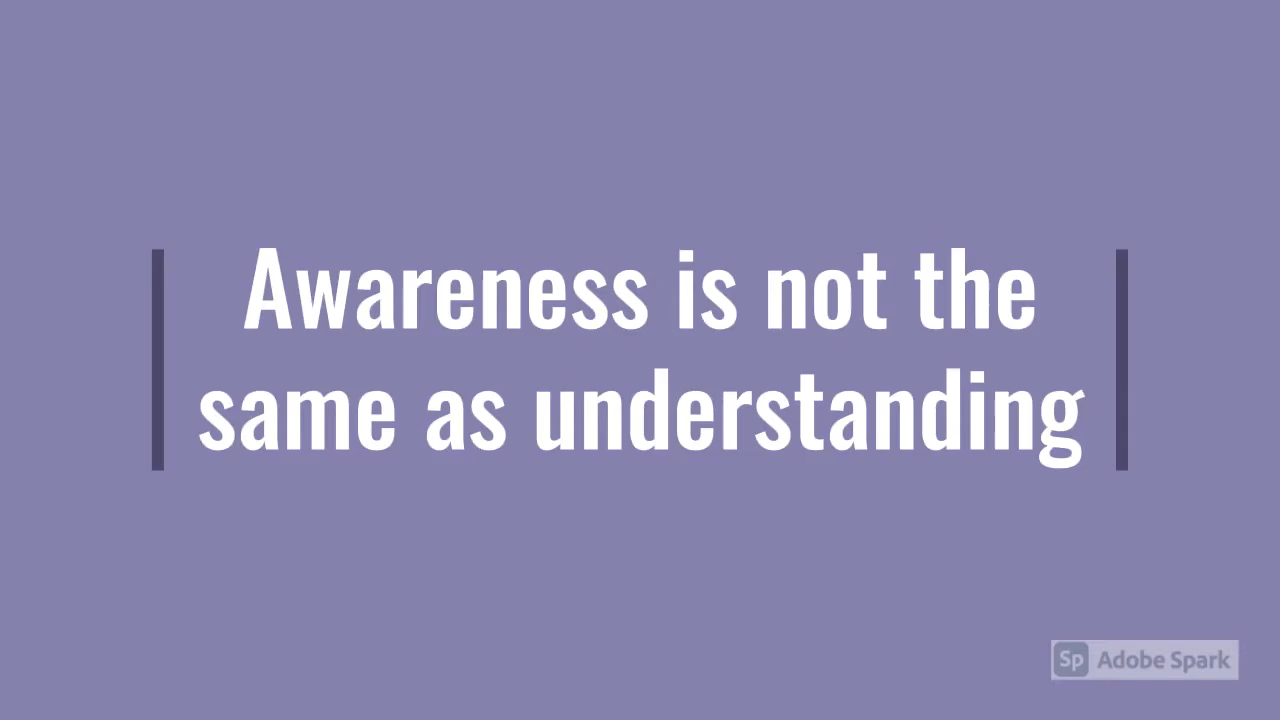 Awareness is not the
same as understanding
Sp Adobe Spark